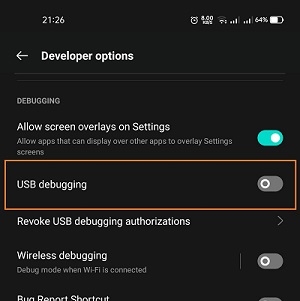 21:26
8.00
64%
Developer options
DEBUGGING
Allow screen overlays on Settings
Allow apps that can display over other apps to overlay Settings
screens
USB debugging
Revoke USB debugging authorizations
Wireless debugging
Debug mode when Wi-Fi is connected
Bug Report Shortcut